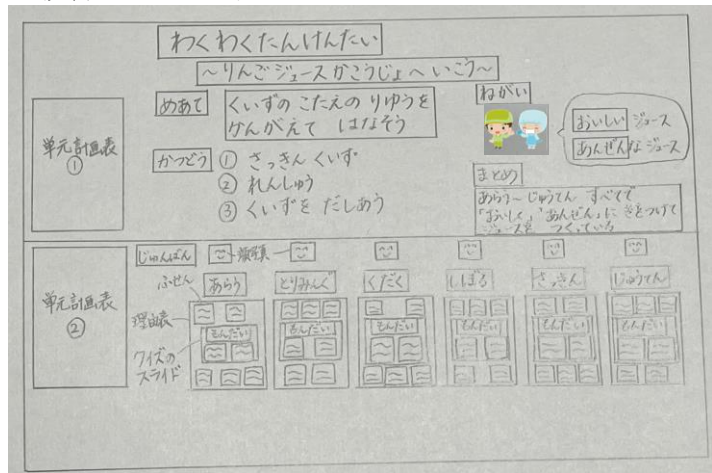 わくわくたんけんたい
～りんごジュースかこうじょへいこう～
めあて
くいずのこたえのりゆうを
かんがえて はなそう
かつどう
① さっきんくいず
② れんしゅう
③ くいずをだしあう
ねがい
おいしいジュース
あんぜんなジュース
まとめ
あらう～じゅうてん すべてで
「おいしく」「あんぜん」に きをつけて
ジュースを つくっている
単元計画表
①
単元計画表
②
じゅんばん
ふせん
あらう
とりみんぐ
くだく
しぼる
さっきん
じゅうてん
理由表
クイズの
スライド
もんだい
もんだい
もんだい
もんだい
もんだい
もんだい